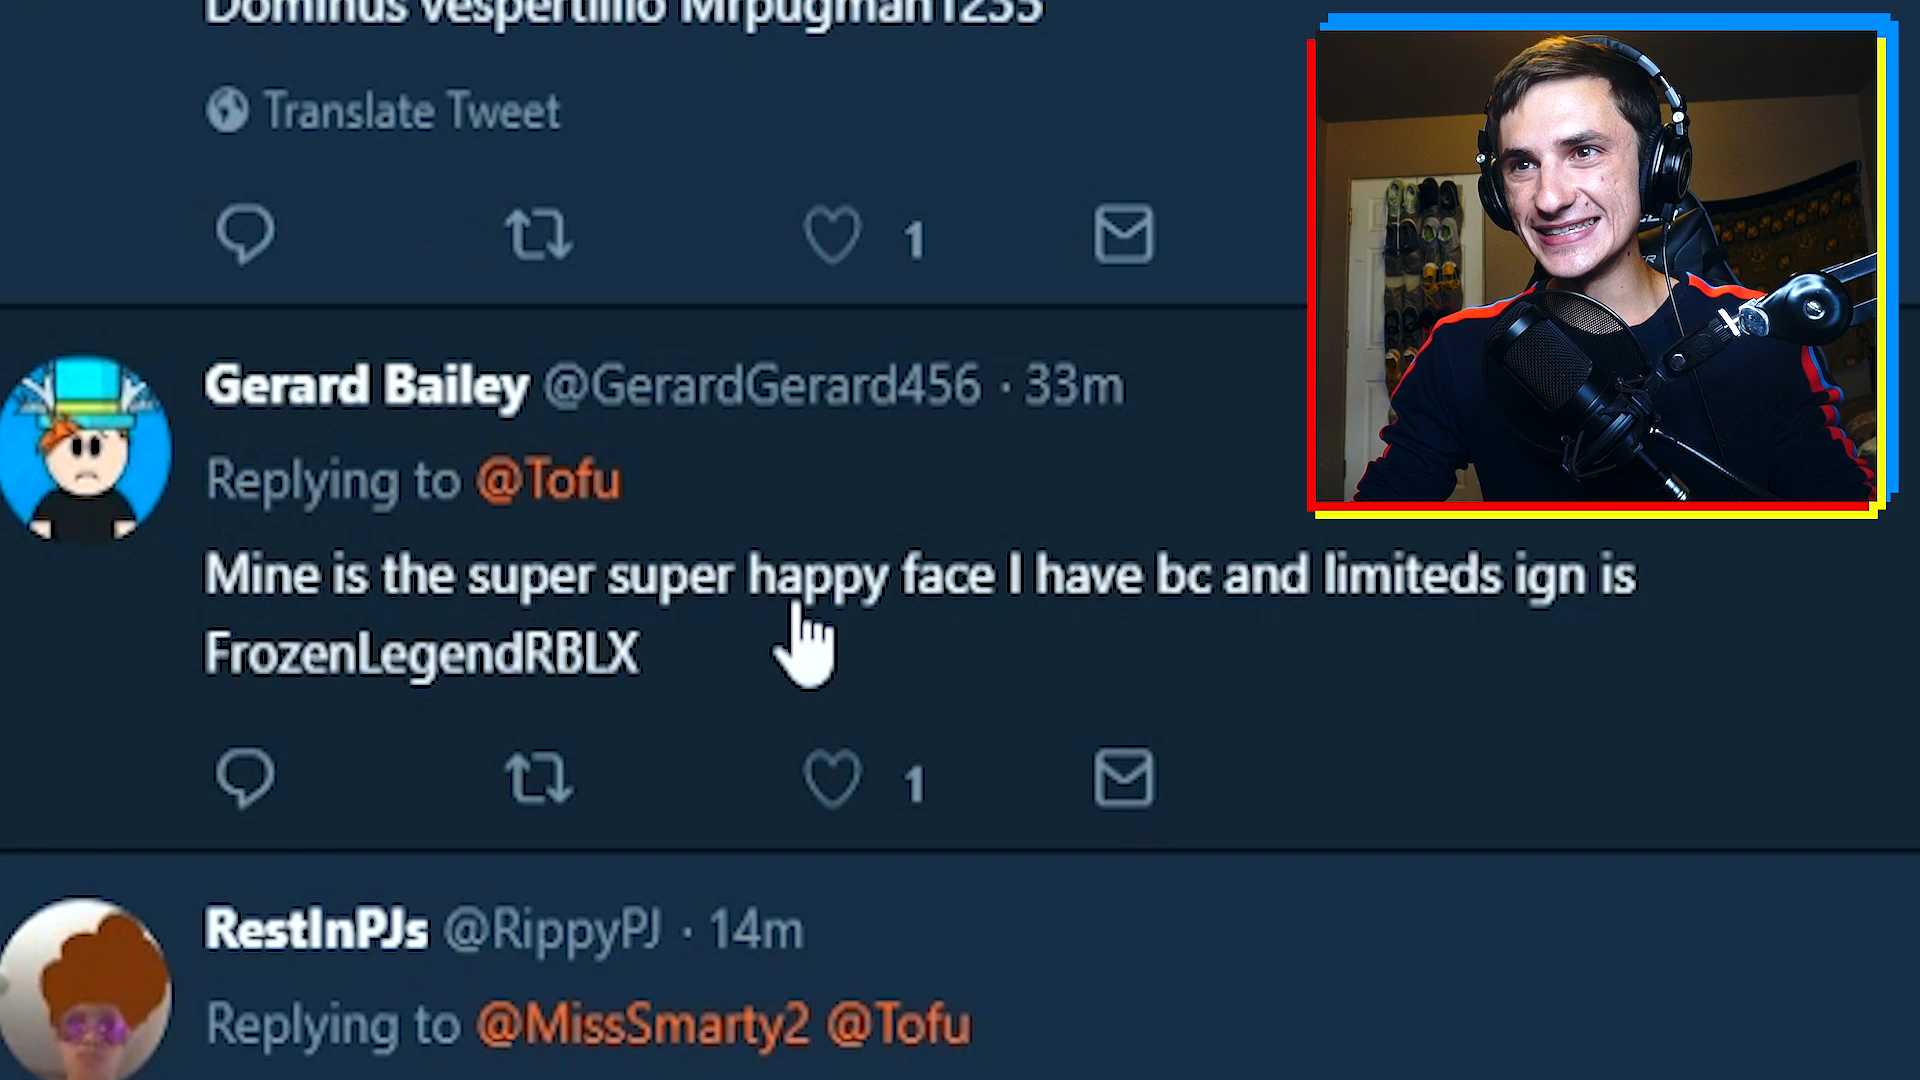 Dominus Vespertilio Mrpugman1235
Translate Tweet
1
Gerard Bailey @GerardGerard456 · 33m
Replying to @Tofu
Mine is the super super happy face I have bc and limiteds ign is
FrozenLegendRBLX
1
RestInPJs @RippyPJ · 14m
Replying to @MissSmarty2 @Tofu